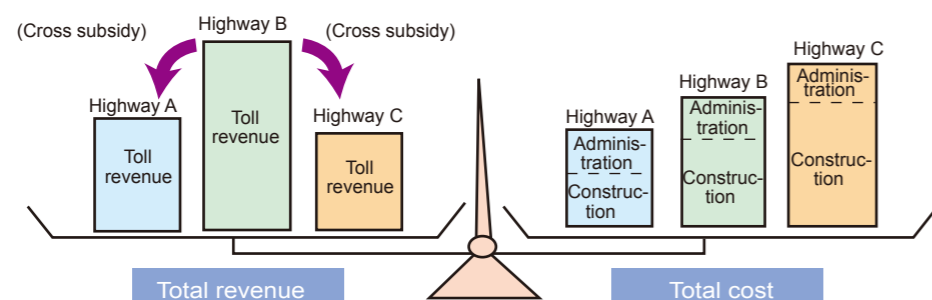 Highway B
(Cross subsidy)
(Cross subsidy)
Highway A
Toll
revenue
Toll
revenue
Highway C
Toll
revenue
Total revenue
Highway A
Adminis-
tration
Construc-
tion
Highway B
Adminis-
tration
Construc-
tion
Highway C
Adminis-
tration
Construc-
tion
Total cost